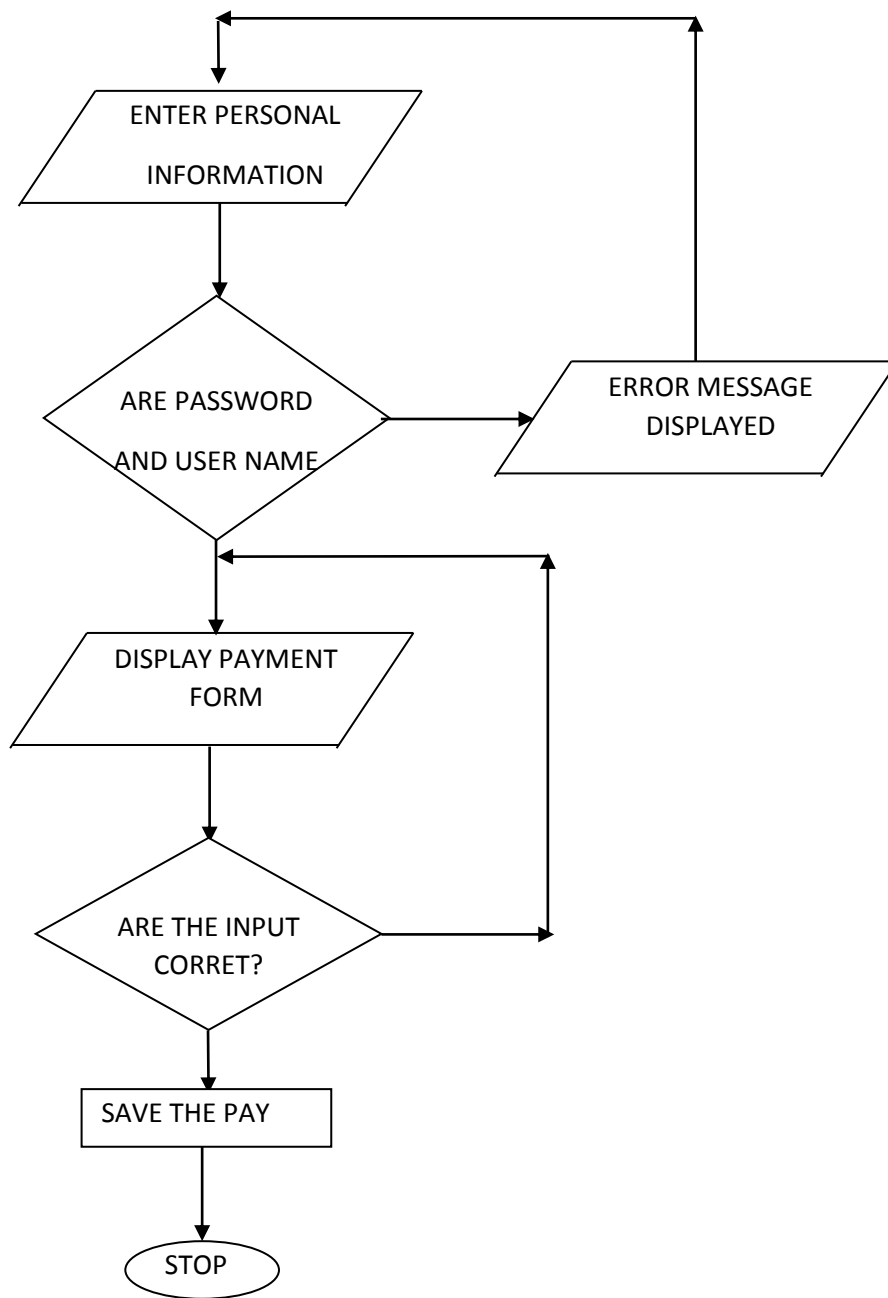 ENTER PERSONAL
INFORMATION
ARE PASSWORD
AND USER NAME
ERROR MESSAGE
DISPLAYED
DISPLAY PAYMENT
FORM
ARE THE INPUT
CORRET?
SAVE THE PAY
STOP